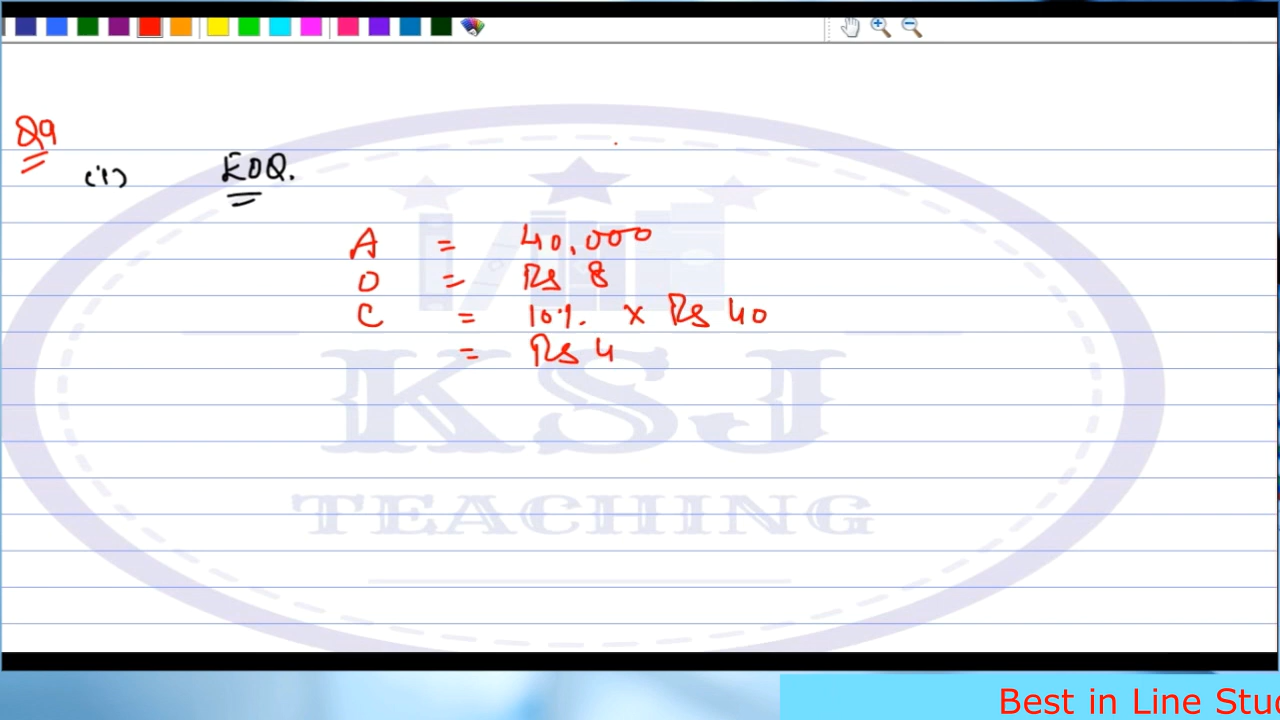 Q9
(i) EOQ.
A = 40,000
O = Rs 8
C = 10% x Rs 40
= Rs 4
KSJ
TEACHING
Best in Line Stud